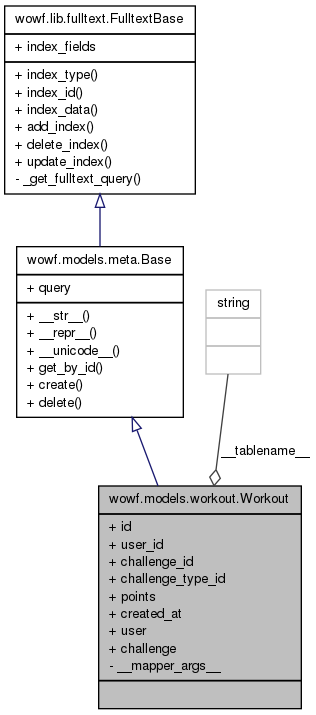 wowf.lib.fulltext.FulltextBase
+ index_fields
+ index_type()
+ index_id()
+ index_data()
+ add_index()
+ delete_index()
+ update_index()
- _get_fulltext_query()
wowf.models.meta.Base
+ query
+ __str__()
+ __repr__()
+ __unicode__()
+ get_by_id()
+ create()
+ delete()
string
__tablename__
wowf.models.workout.Workout
+ id
+ user_id
+ challenge_id
+ challenge_type_id
+ points
+ created_at
+ user
+ challenge
- __mapper_args__